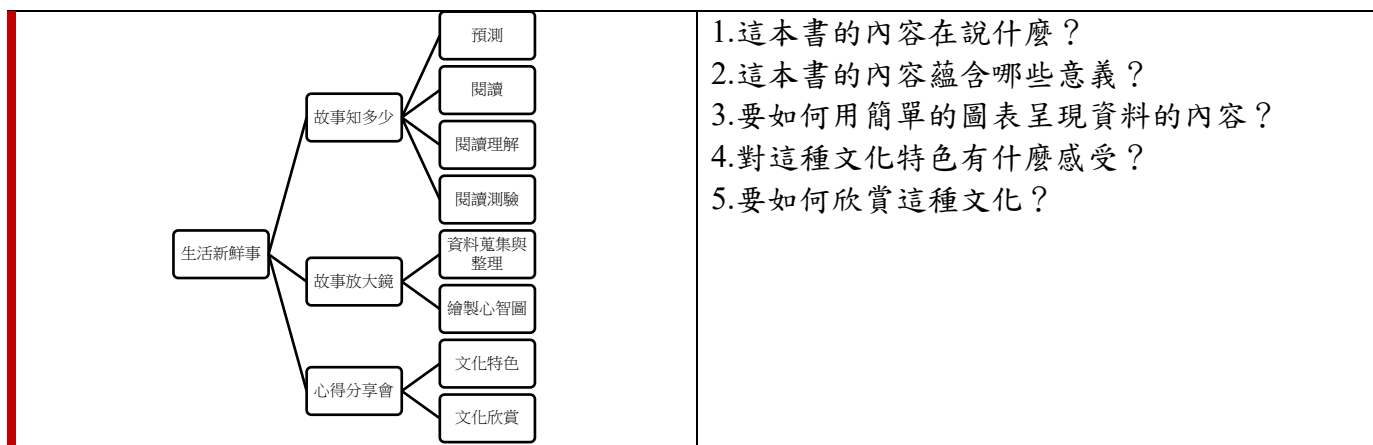 生活新鮮事
故事知多少
預測
閱讀
閱讀理解
閱讀測驗
故事放大鏡
資料蒐集與
整理
繪製心智圖
心得分享會
文化特色
文化欣賞
1.這本書的內容在說什麼？
2.這本書的內容蘊含哪些意義？
3.要如何用簡單的圖表呈現資料的內容？
4.對這種文化特色有什麼感受？
5.要如何欣賞這種文化？